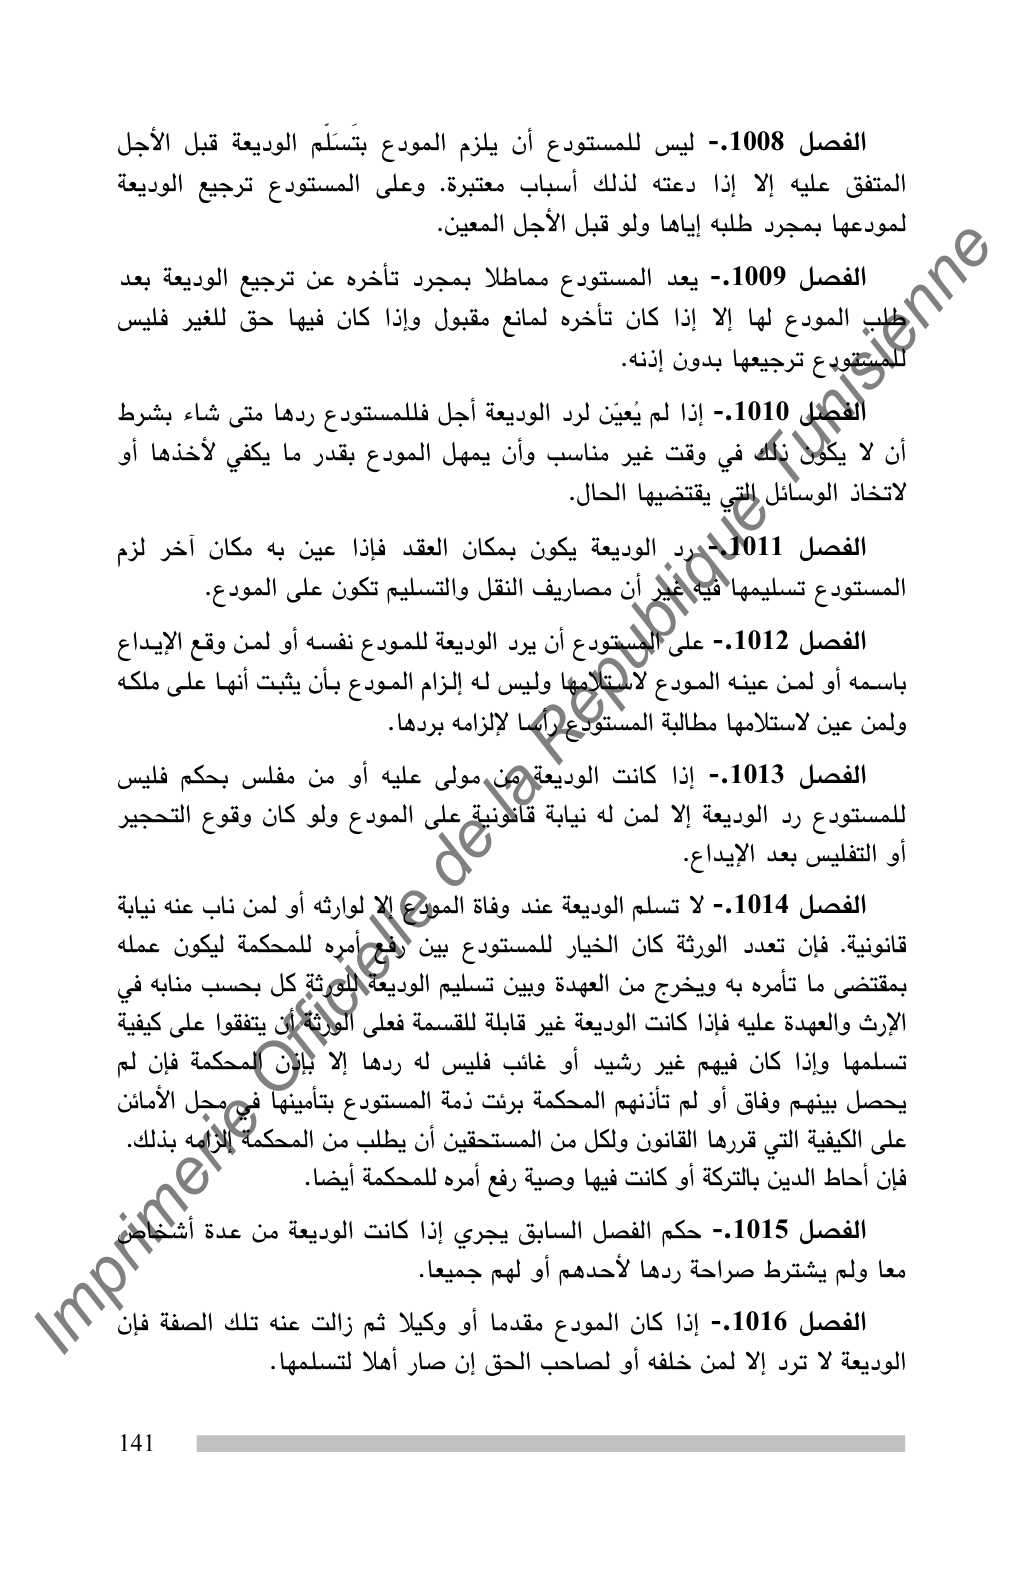 الفصل 1008.- ليس للمستودع أن يلزم المودع بتَسَلّم الوديعة قبل الأجل
المتفق عليه إلا إذا دعته لذلك أسباب معتبرة. وعلى المستودع ترجيع الوديعة
لمودعها بمجرد طلبه إياها ولو قبل الأجل المعين.
الفصل 1009.- يعد المستودع مماطلا بمجرد تأخره عن ترجيع الوديعة بعد
طلب المودع لها إلا إذا كان تأخره لمانع مقبول وإذا كان فيها حق للغير فليس
للمستودع ترجيعها بدون إذنه.
الفصل 1010.- إذا لم يُعيّن لرد الوديعة أجل فللمستودع ردها متى شاء بشرط
أن لا يكون ذلك في وقت غير مناسب وأن يمهل المودع بقدر ما يكفي لأخذها أو
لاتخاذ الوسائل التي يقتضيها الحال.
الفصل 1011.- رد الوديعة يكون بمكان العقد فإذا عين به مكان آخر لزم
المستودع تسليمها فيه غير أن مصاريف النقل والتسليم تكون على المودع.
الفصل 1012.- على المستودع أن يرد الوديعة للمودع نفسه أو لمن وقع الإيداع
باسمه أو لمن عينه المودع لاستلامها وليس له إلزام المودع بأن يثبت أنها على ملكه
ولمن عين لاستلامها مطالبة المستودع رأسا لإلزامه بردها.
الفصل 1013.- إذا كانت الوديعة من مولى عليه أو من مفلس بحكم فليس
للمستودع رد الوديعة إلا لمن له نيابة قانونية على المودع ولو كان وقوع التحجير
أو التفليس بعد الإيداع.
الفصل 1014.- لا تسلم الوديعة عند وفاة المودع إلا لوارثه أو لمن ناب عنه نيابة
قانونية. فإن تعدد الورثة كان الخيار للمستودع بين رفع أمره للمحكمة ليكون عمله
بمقتضى ما تأمره به ويخرج من العهدة وبين تسليم الوديعة للورثة كل بحسب منابه في
الإرث والعهدة عليه فإذا كانت الوديعة غير قابلة للقسمة فعلى الورثة أن يتفقوا على كيفية
تسلمها وإذا كان فيهم غير رشيد أو غائب فليس له ردها إلا بإذن المحكمة فإن لم
يحصل بينهم وفاق أو لم تأذنهم المحكمة برئت ذمة المستودع بتأمينها في محل الأمائن
على الكيفية التي قررها القانون ولكل من المستحقين أن يطلب من المحكمة إلزامه بذلك.
فإن أحاط الدين بالتركة أو كانت فيها وصية رفع أمره للمحكمة أيضا.
الفصل 1015.- حكم الفصل السابق يجري إذا كانت الوديعة من عدة أشخاص
معا ولم يشترط صراحة ردها لأحدهم أو لهم جميعا.
الفصل 1016.- إذا كان المودع مقدما أو وكيلا ثم زالت عنه تلك الصفة فإن
الوديعة لا ترد إلا لمن خلفه أو لصاحب الحق إن صار أهلا لتسلمها.
141
Imprimerie Officielle de la République Tunisienne